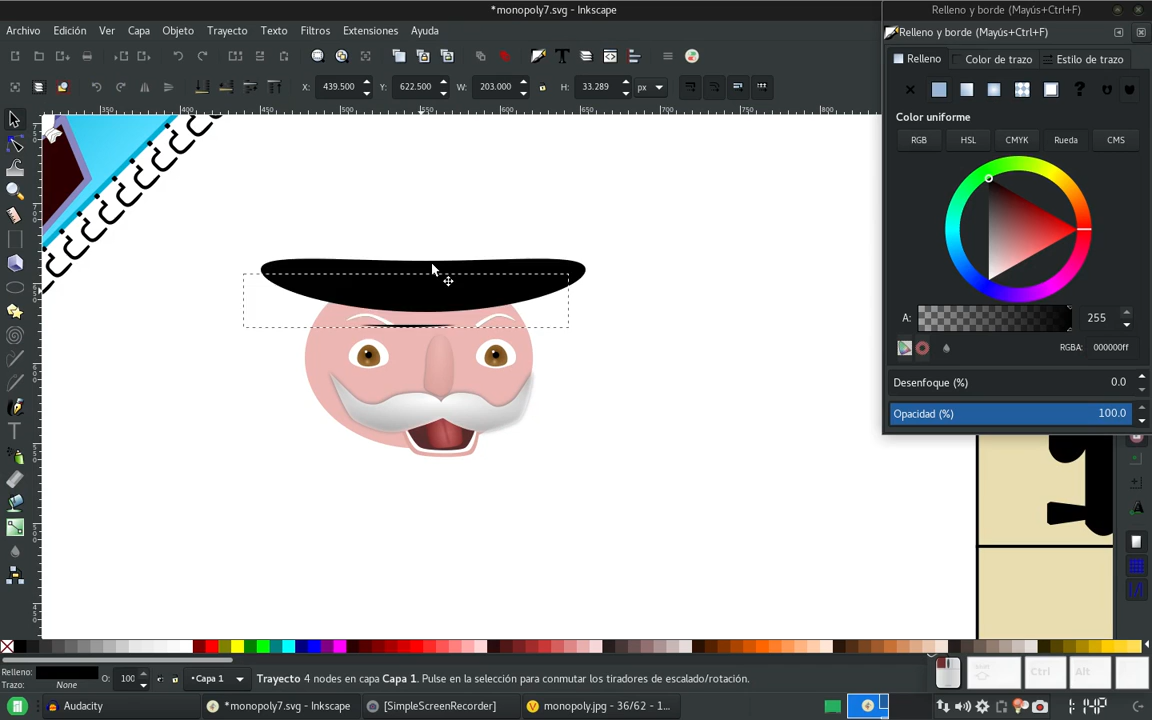 *monopoly7.svg - Inkscape
Relleno y borde (Mayús+Ctrl+F)
Archivo Edición Ver Capa Objeto Trayecto Texto Filtros Extensiones Ayuda
Relleno y borde (Mayús+Ctrl+F)
Relleno Color de trazo Estilo de trazo
X: 439.500 Y: 622.500 W: 203.000 H: 33.289 px
Color uniforme
RGB HSL CMYK Rueda CMS
A: 255
RGBA: 000000ff
Desenfoque (%) 0.0
Opacidad (%) 100.0
Relleno:
Trazo: None
O: 100
•Capa 1
Trayecto 4 nodes en capa Capa 1. Pulse en la selección para conmutar los tiradores de escalado/rotación.
Ctrl Alt
Audacity
*monopoly7.svg - Inkscape
[SimpleScreenRecorder]
monopoly.jpg - 36/62 - 1...